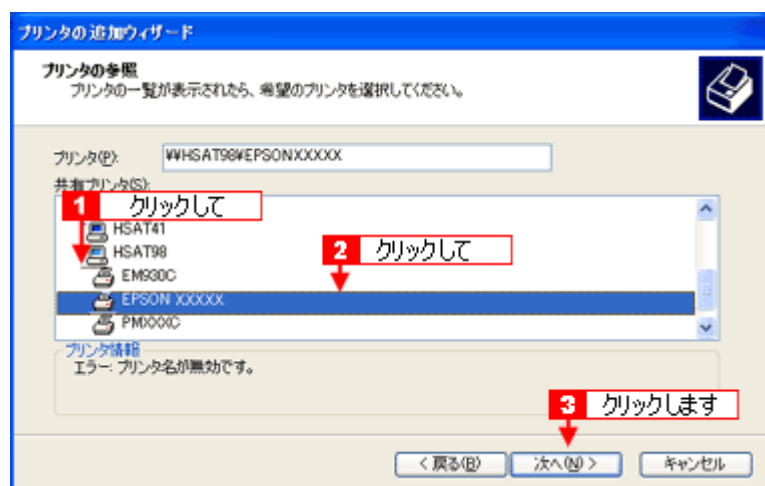 プリンタの追加ウィザード
プリンタの参照
プリンタの一覧が表示されたら、希望のプリンタを選択してください。
プリンタ(P): ¥¥HSAT98¥EPSONXXXXX
共有プリンタ(S):
1 クリックして
HSAT41
HSAT98
2 クリックして
EM930C
EPSON XXXXX
PMXXXC
プリンタ情報
エラー: プリンタ名が無効です。
3 クリックします
< 戻る(B) 次へ(N) > キャンセル